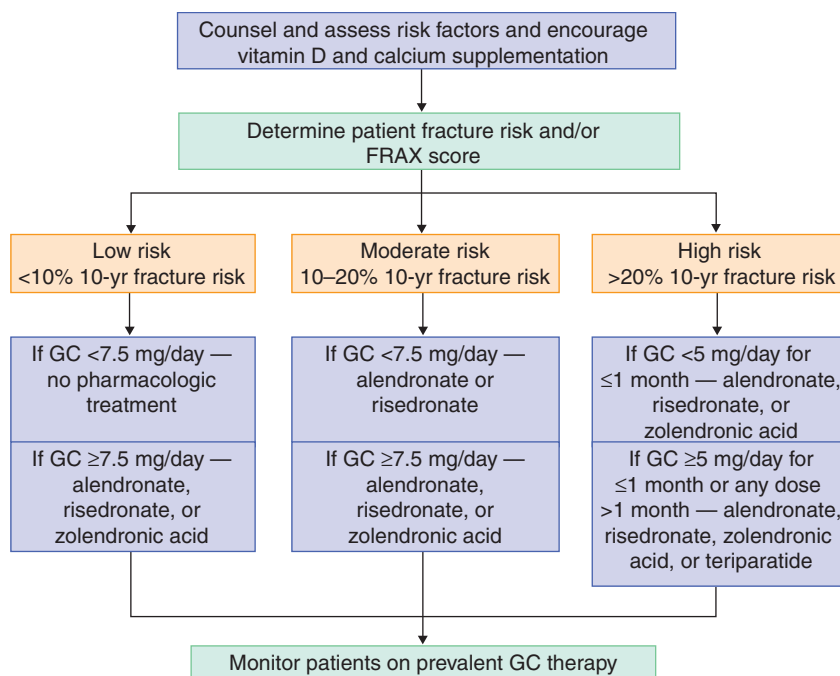 Counsel and assess risk factors and encourage
vitamin D and calcium supplementation
Determine patient fracture risk and/or
FRAX score
Low risk
<10% 10-yr fracture risk
Moderate risk
10–20% 10-yr fracture risk
High risk
>20% 10-yr fracture risk
If GC <7.5 mg/day —
no pharmacologic
treatment
If GC ≥7.5 mg/day —
alendronate,
risedronate, or
zolendronic acid
If GC <7.5 mg/day —
alendronate or
risedronate
If GC ≥7.5 mg/day —
alendronate,
risedronate, or
zolendronic acid
If GC <5 mg/day for
≤1 month — alendronate,
risedronate, or
zolendronic acid
If GC ≥5 mg/day for
≤1 month or any dose
>1 month — alendronate,
risedronate, zolendronic
acid, or teriparatide
Monitor patients on prevalent GC therapy